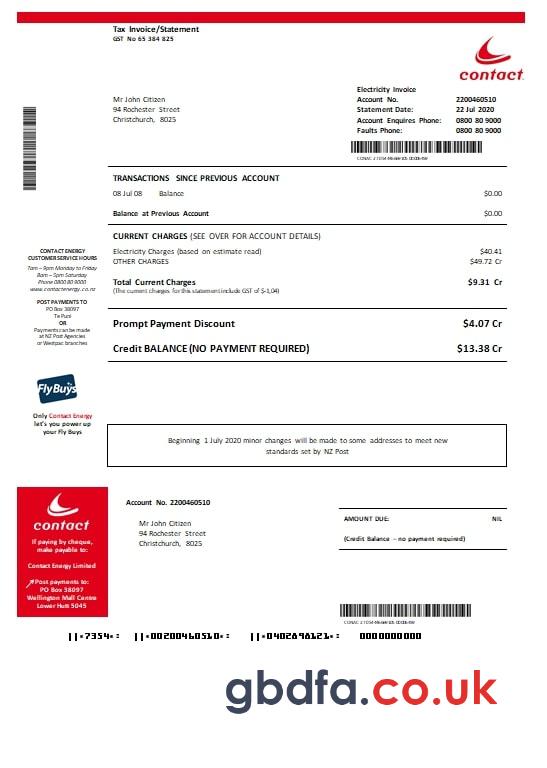 Tax Invoice/Statement
GST No 65 384 825
contact
Mr John Citizen
94 Rochester Street
Christchurch, 8025
Electricity Invoice
Account No. 2200460510
Statement Date: 22 Jul 2020
Account Enquires Phone: 0800 80 9000
Faults Phone: 0800 80 9000
TRANSACTIONS SINCE PREVIOUS ACCOUNT
08 Jul 08 Balance $0.00
Balance at Previous Account $0.00
CURRENT CHARGES (SEE OVER FOR ACCOUNT DETAILS)
Electricity Charges (based on estimate read) $40.41
OTHER CHARGES $49.72 Cr
Total Current Charges $9.31 Cr
(The current charges for this statement include GST of $-1,04)
Prompt Payment Discount $4.07 Cr
Credit BALANCE (NO PAYMENT REQUIRED) $13.38 Cr
CONTACT ENERGY
CUSTOMER SERVICE HOURS
7am – 9pm Monday to Friday
8am – 5pm Saturday
Phone 0800 80 9000
www.contactenergy.co.nz
POST PAYMENTS TO
PO Box 38097
Te Puni
OR
Payments can be made
at NZ Post Agencies
or Westpac branches
Fly Buys
Only Contact Energy
let's you power up
your Fly Buys
Beginning 1 July 2020 minor changes will be made to some addresses to meet new
standards set by NZ Post
contact
If paying by cheque,
make payable to:
Contact Energy Limited
Post payments to:
PO Box 38097
Wellington Mall Centre
Lower Hutt 5045
Account No. 2200460510
Mr John Citizen
94 Rochester Street
Christchurch, 8025
AMOUNT DUE: NIL
(Credit Balance – no payment required)
gbdfa.co.uk